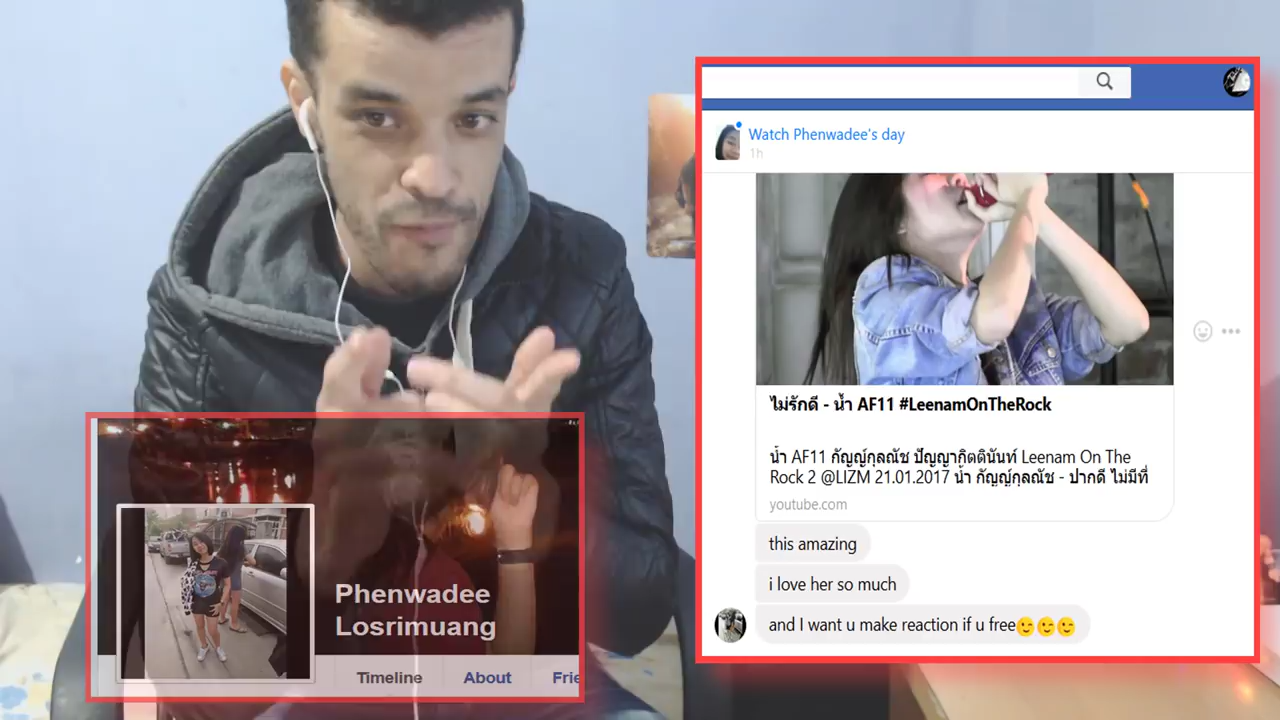 Watch Phenwadee's day
1h
ไม่รักดี - น้ำ AF11 #LeenamOnTheRock
น้ำ AF11 กัญญ์กุลณัช ปัญญากิตตินันท์ Leenam On The
Rock 2 @LIZM 21.01.2017 น้ำ กัญญ์กุลณัช - ปากดี ไม่มีที่
youtube.com
this amazing
i love her so much
and I want u make reaction if u free😉😉😉
Phenwadee
Losrimuang
Timeline About Frie